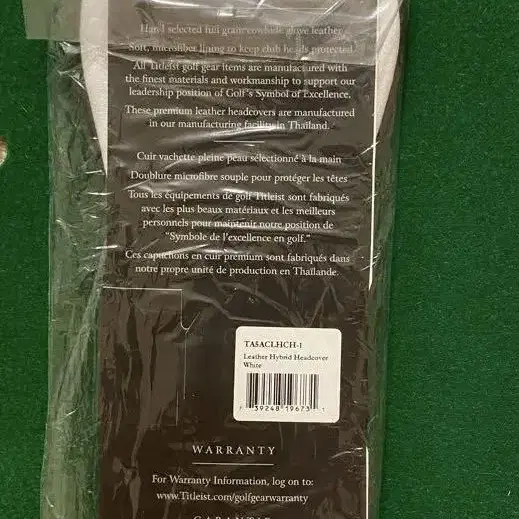 Hand selected full grain cowhide glove leather
Soft, microfiber lining to keep club heads protected
All Titleist golf gear items are manufactured with
the finest materials and workmanship to support our
leadership position of Golf's Symbol of Excellence.
These premium leather headcovers are manufactured
in our manufacturing facility in Thailand.
Cuir vachette pleine peau sélectionné à la main
Doublure microfibre souple pour protéger les têtes
Tous les équipements de golf Titleist sont fabriqués
avec les plus beaux matériaux et les meilleurs
personnels pour maintenir notre position de
"Symbole de l'excellence en golf."
Ces capuchons en cuir premium sont fabriqués dans
notre propre unité de production en Thaïlande.
TA5ACLHCH-1
Leather Hybrid Headcover
White
7 39248 19673 1
WARRANTY
For Warranty Information, log on to:
www.Titleist.com/golfgearwarranty
GARANTIE